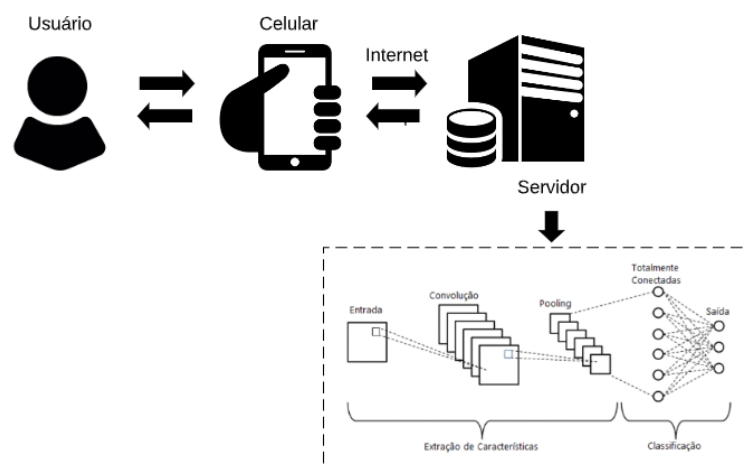 Usuário
Celular
Internet
Servidor
Totalmente
Conectadas
Convolução
Pooling
Saída
Entrada
Extração de Características
Classificação